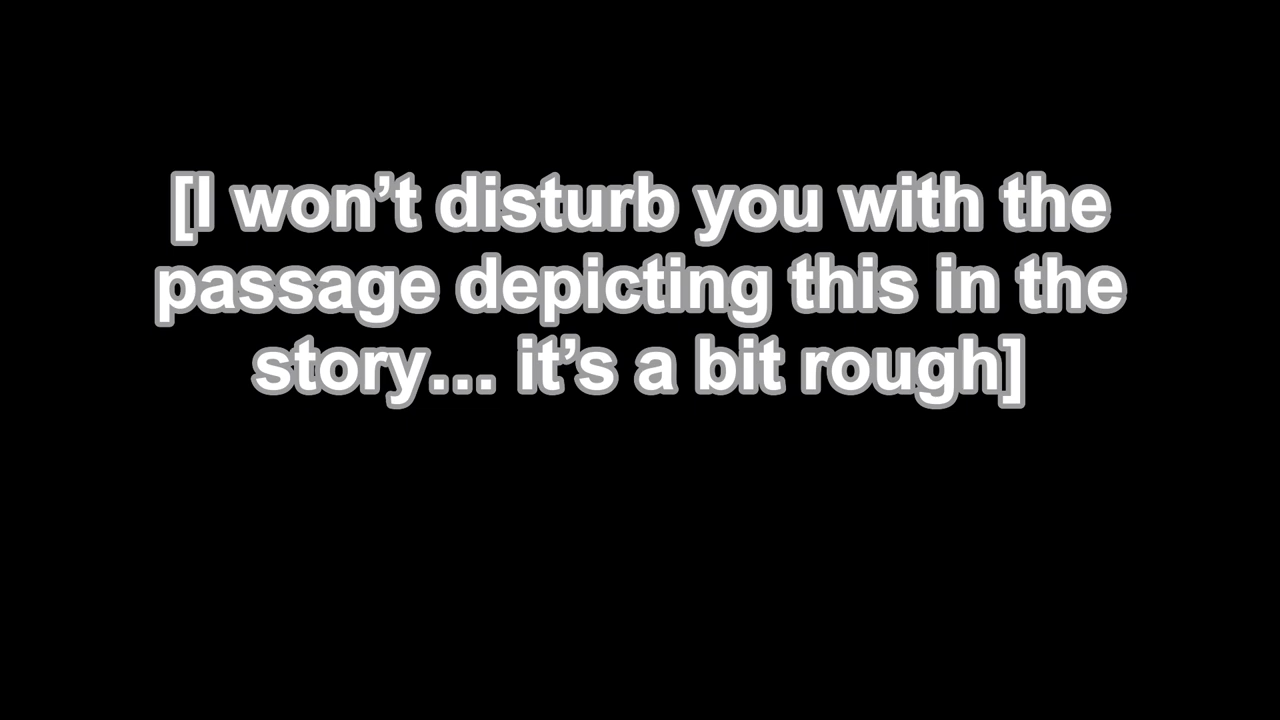 [I won’t disturb you with the
passage depicting this in the
story… it’s a bit rough]